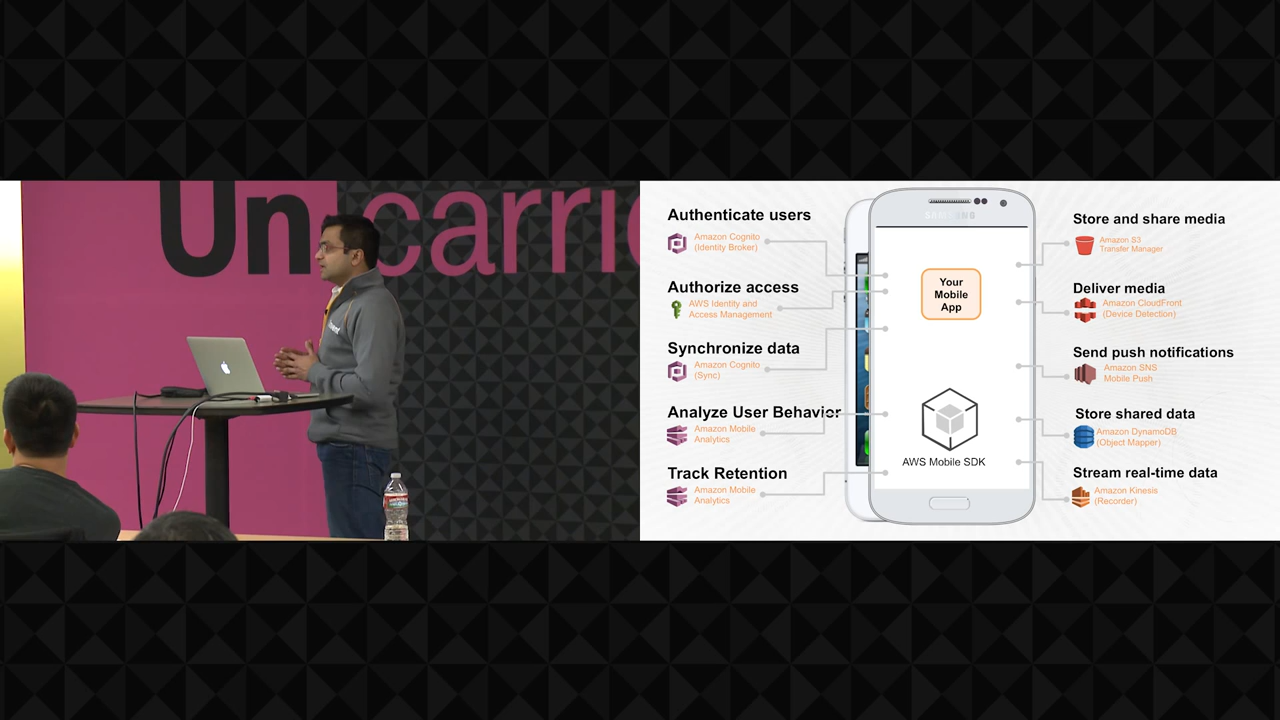 Un-carri
Authenticate users
Amazon Cognito
(Identity Broker)
Authorize access
AWS Identity and
Access Management
Synchronize data
Amazon Cognito
(Sync)
Analyze User Behavior
Amazon Mobile
Analytics
Track Retention
Amazon Mobile
Analytics
SAMSUNG
Your
Mobile
App
AWS Mobile SDK
Store and share media
Amazon S3
Transfer Manager
Deliver media
Amazon CloudFront
(Device Detection)
Send push notifications
Amazon SNS
Mobile Push
Store shared data
Amazon DynamoDB
(Object Mapper)
Stream real-time data
Amazon Kinesis
(Recorder)